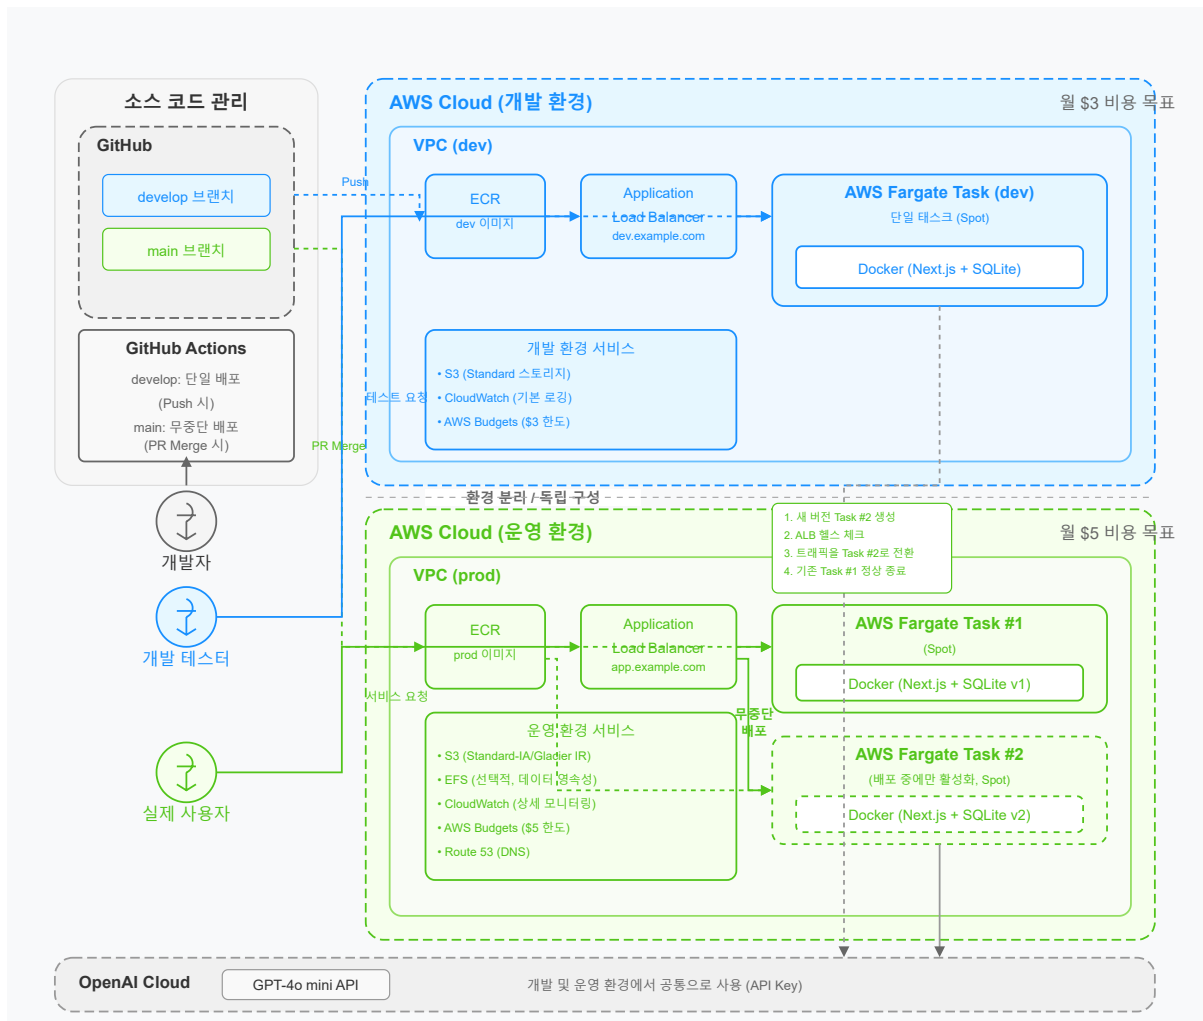 소스 코드 관리
GitHub
develop 브랜치
main 브랜치
GitHub Actions
develop: 단일 배포
(Push 시)
main: 무중단 배포
(PR Merge 시)
개발자
개발 테스터
실제 사용자
Push
PR Merge
테스트 요청
서비스 요청
AWS Cloud (개발 환경)
월 $3 비용 목표
VPC (dev)
ECR
dev 이미지
Application
Load Balancer
dev.example.com
AWS Fargate Task (dev)
단일 태스크 (Spot)
Docker (Next.js + SQLite)
개발 환경 서비스
• S3 (Standard 스토리지)
• CloudWatch (기본 로깅)
• AWS Budgets ($3 한도)
환경 분리 / 독립 구성
AWS Cloud (운영 환경)
월 $5 비용 목표
1. 새 버전 Task #2 생성
2. ALB 헬스 체크
3. 트래픽을 Task #2로 전환
4. 기존 Task #1 정상 종료
VPC (prod)
ECR
prod 이미지
Application
Load Balancer
app.example.com
AWS Fargate Task #1
(Spot)
Docker (Next.js + SQLite v1)
무중단
배포
운영 환경 서비스
• S3 (Standard-IA/Glacier IR)
• EFS (선택적, 데이터 영속성)
• CloudWatch (상세 모니터링)
• AWS Budgets ($5 한도)
• Route 53 (DNS)
AWS Fargate Task #2
(배포 중에만 활성화, Spot)
Docker (Next.js + SQLite v2)
OpenAI Cloud
GPT-4o mini API
개발 및 운영 환경에서 공통으로 사용 (API Key)